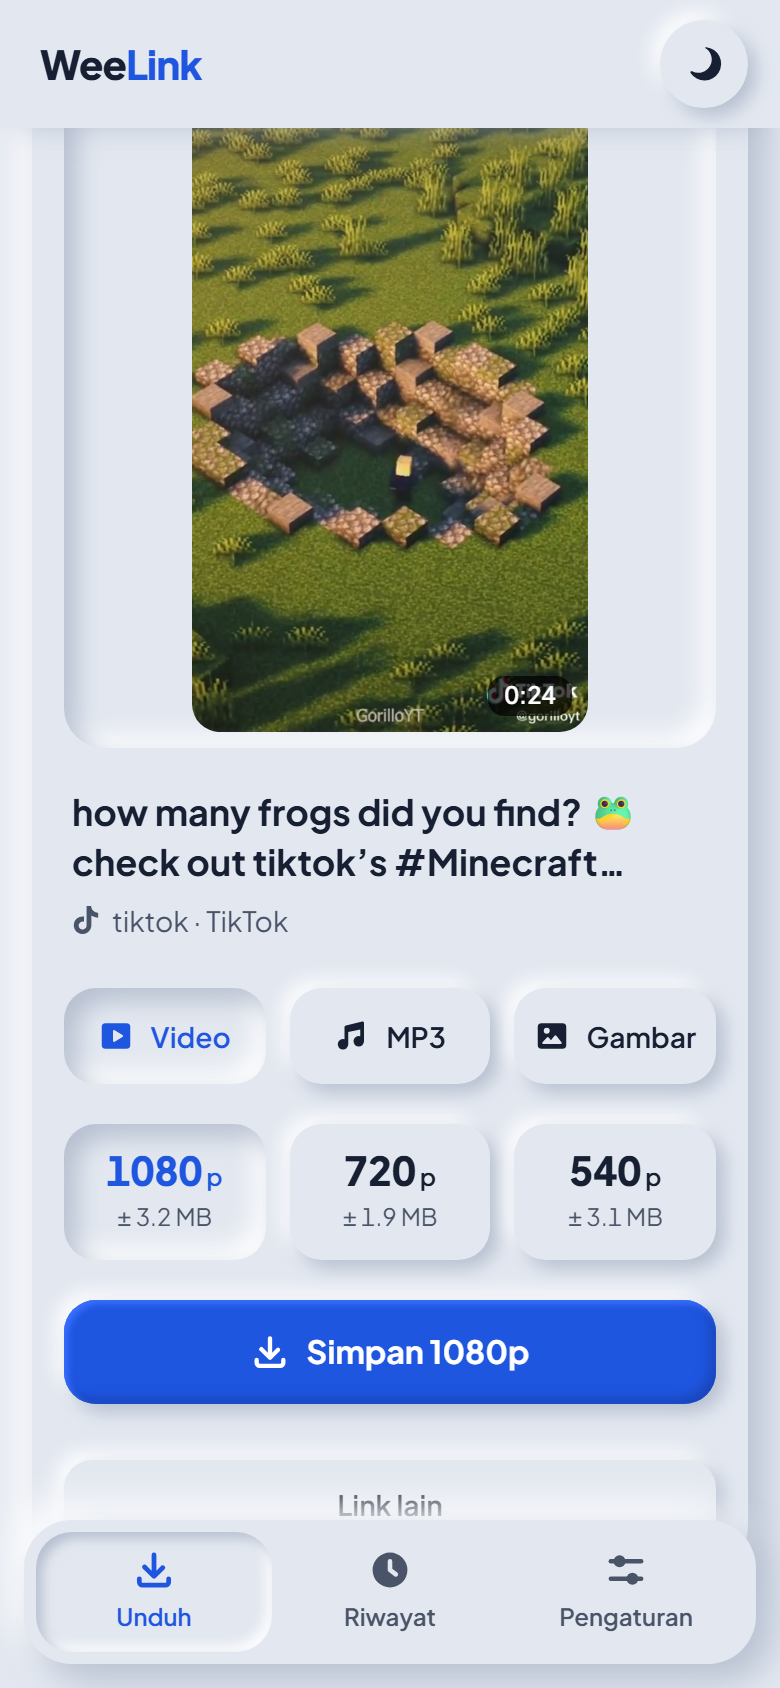 WeeLink
0:24
GorilloYT
@gorilloyt
how many frogs did you find? 🐸
check out tiktok’s #Minecraft...
tiktok · TikTok
Video
MP3
Gambar
1080p
720p
540p
± 3.2 MB
± 1.9 MB
± 3.1 MB
Simpan 1080p
Link lain
Unduh
Riwayat
Pengaturan